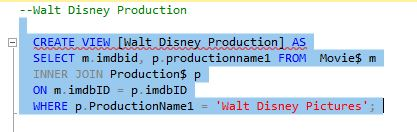 --Walt Disney Production
CREATE VIEW [Walt Disney Production] AS
SELECT m.imdbid, p.productionname1 FROM  Movie$ m
INNER JOIN Production$ p
ON m.imdbID = p.imdbID
WHERE p.ProductionName1 = 'Walt Disney Pictures';